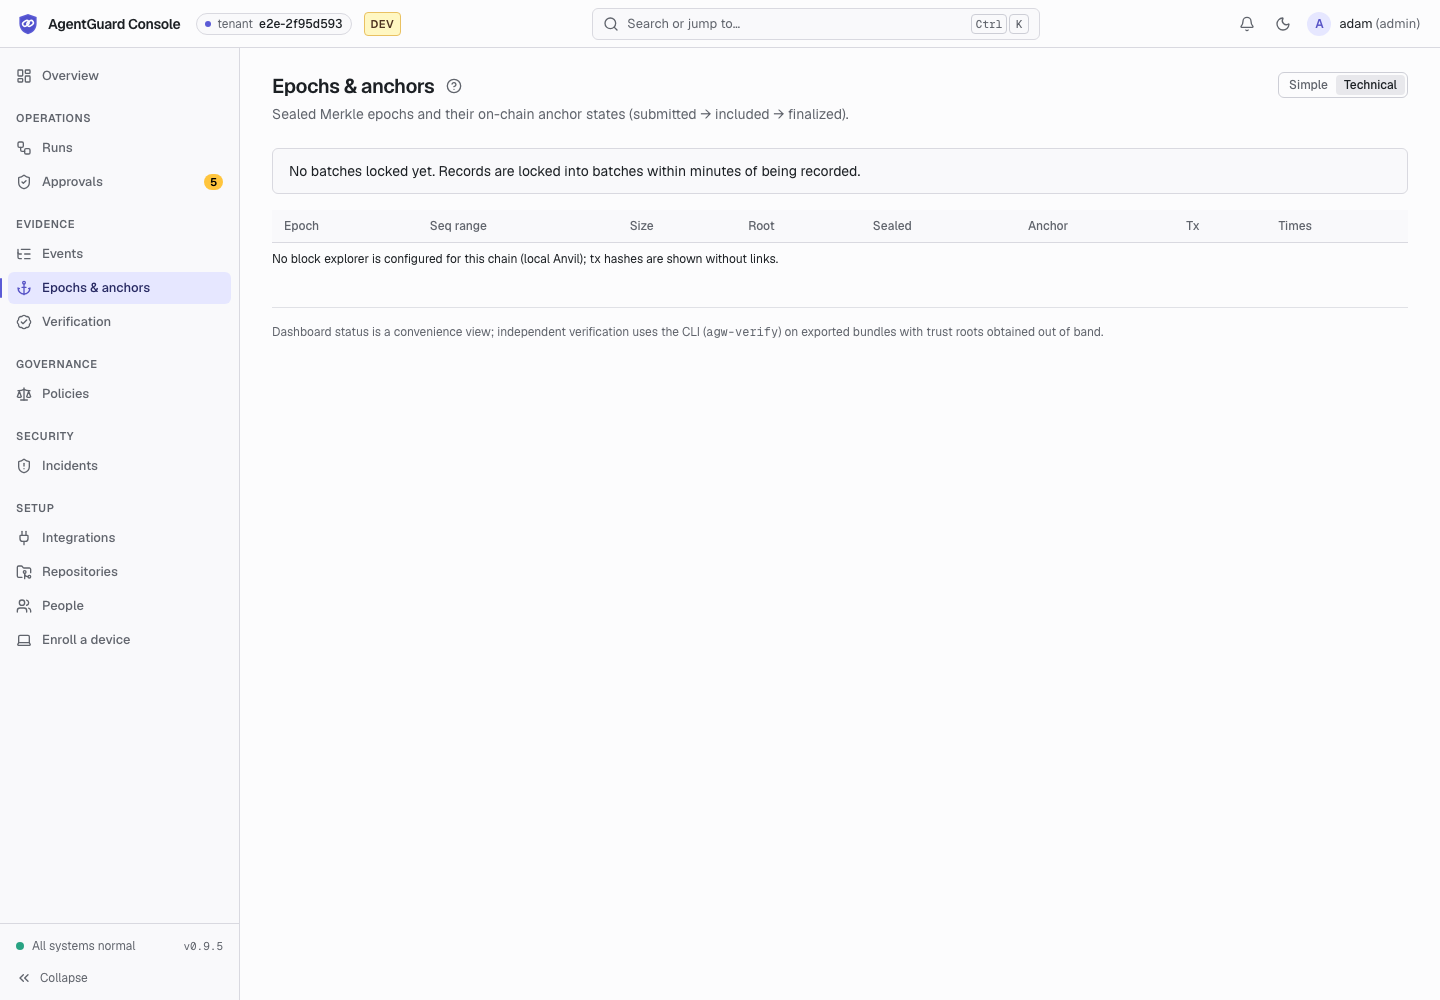 AgentGuard Console
tenant e2e-2f95d593
DEV
Search or jump to...
Ctrl K
A
adam (admin)
Overview
OPERATIONS
Runs
Approvals
5
EVIDENCE
Events
Epochs & anchors
Verification
GOVERNANCE
Policies
SECURITY
Incidents
SETUP
Integrations
Repositories
People
Enroll a device
All systems normal
v0.9.5
Collapse
Epochs & anchors
Simple Technical
Sealed Merkle epochs and their on-chain anchor states (submitted → included → finalized).
No batches locked yet. Records are locked into batches within minutes of being recorded.
Epoch Seq range Size Root Sealed Anchor Tx Times
No block explorer is configured for this chain (local Anvil); tx hashes are shown without links.
Dashboard status is a convenience view; independent verification uses the CLI (agw-verify) on exported bundles with trust roots obtained out of band.